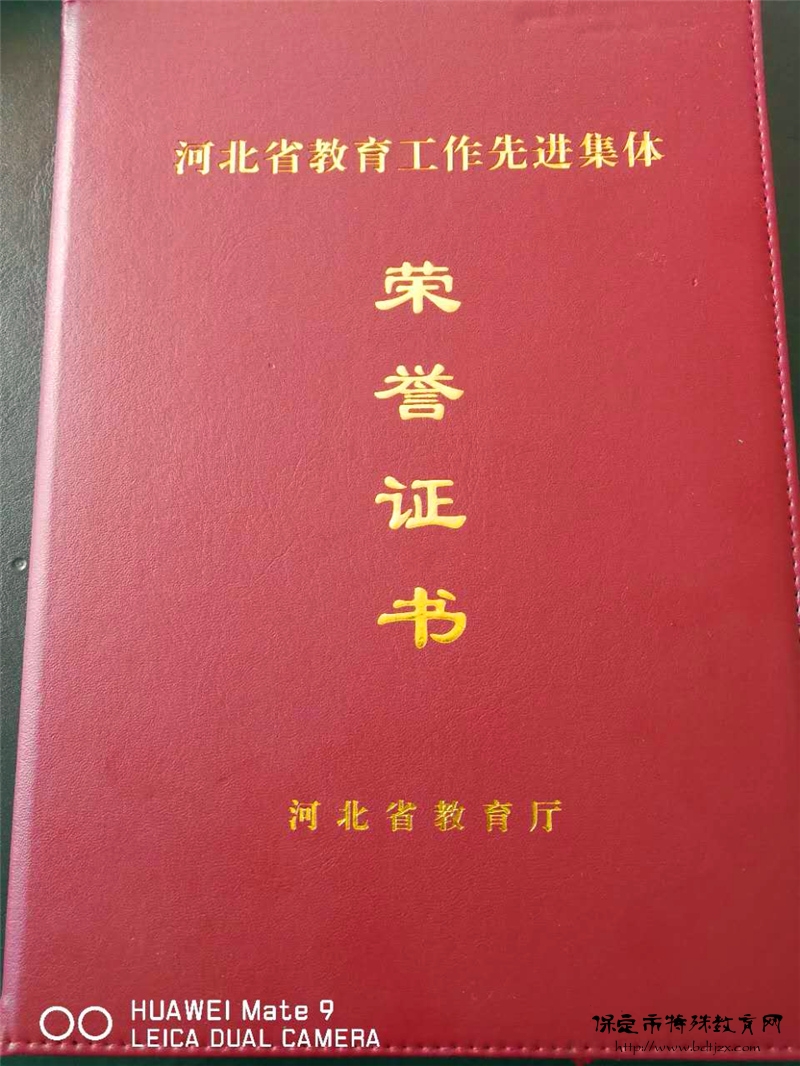 河北省教育工作先进集体
荣
誉
证
书
河北省教育厅
HUAWEI Mate 9
LEICA DUAL CAMERA
保定市特殊教育网